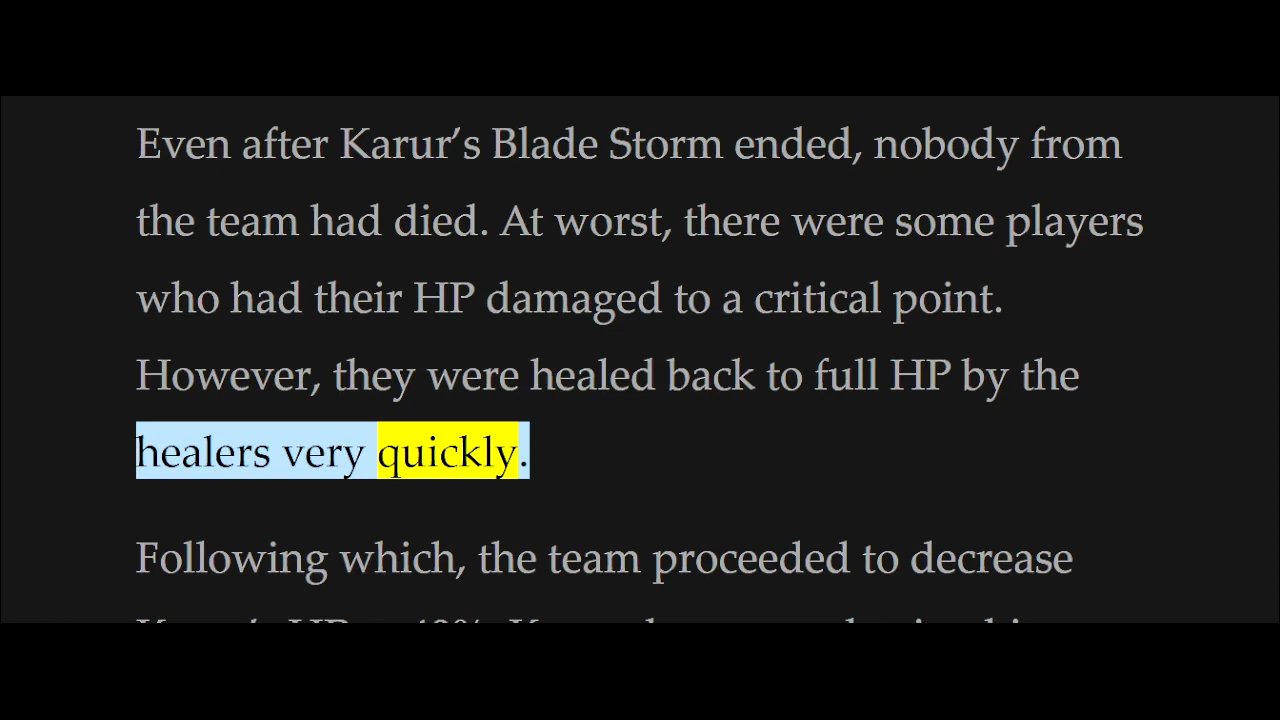 Even after Karur’s Blade Storm ended, nobody from
the team had died. At worst, there were some players
who had their HP damaged to a critical point.
However, they were healed back to full HP by the
healers very quickly.
Following which, the team proceeded to decrease